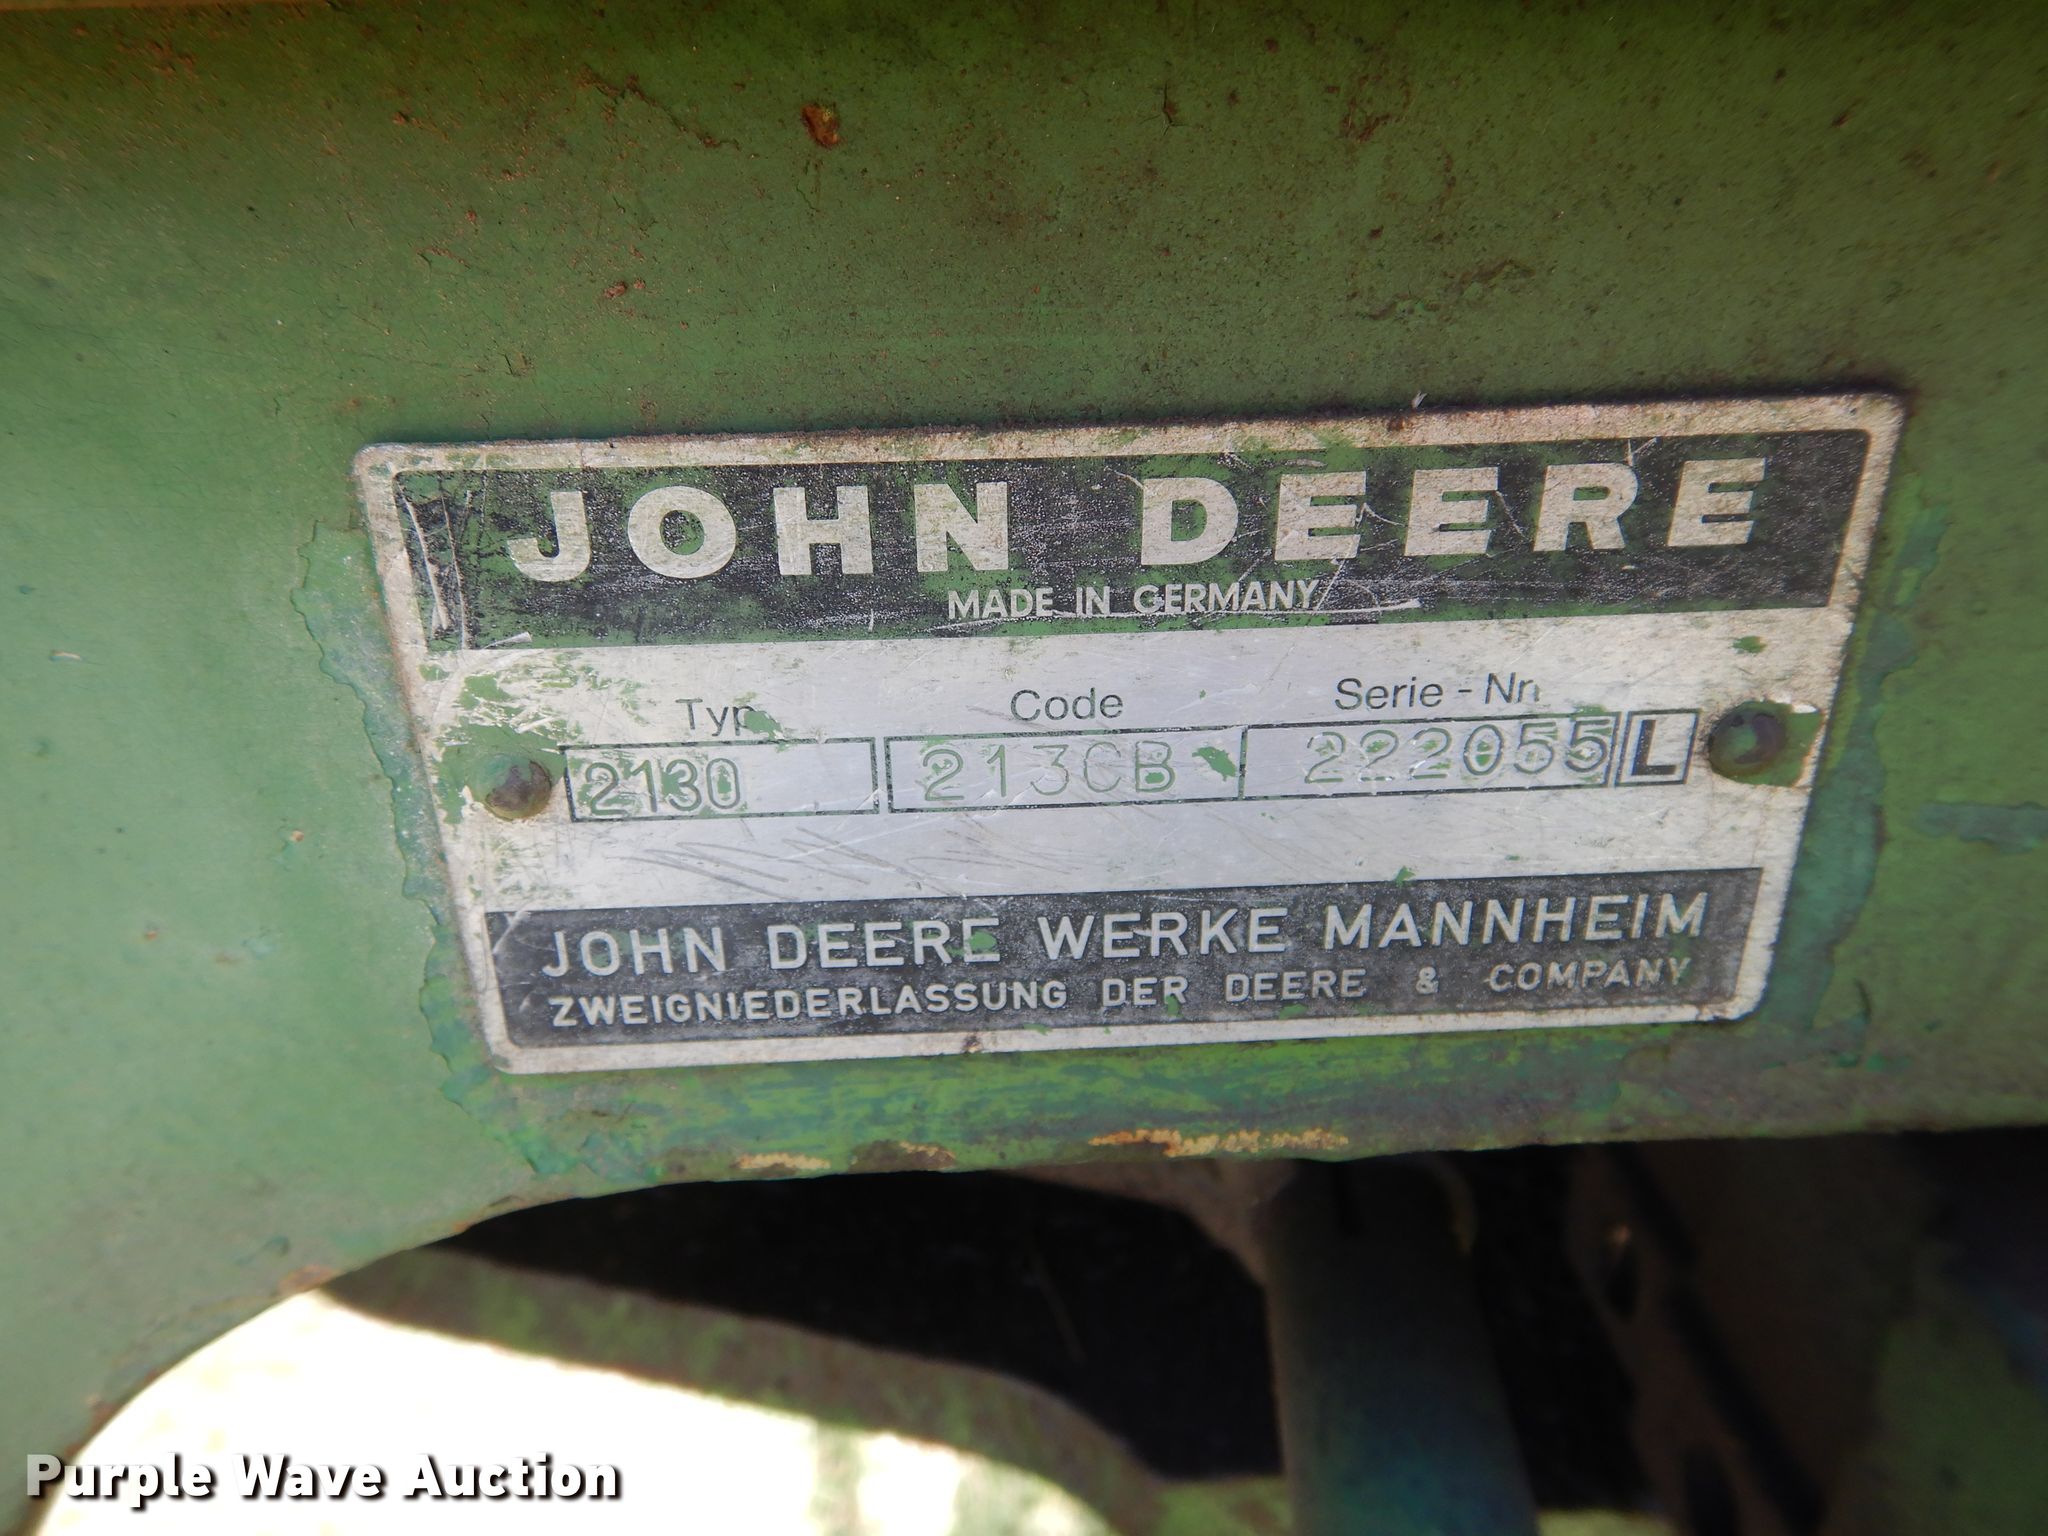 JOHN DEERE
MADE IN GERMANY
Typ Code Serie - Nr.
2130 213CB 222055 L
JOHN DEERE WERKE MANNHEIM
ZWEIGNIEDERLASSUNG DER DEERE & COMPANY
Purple Wave Auction